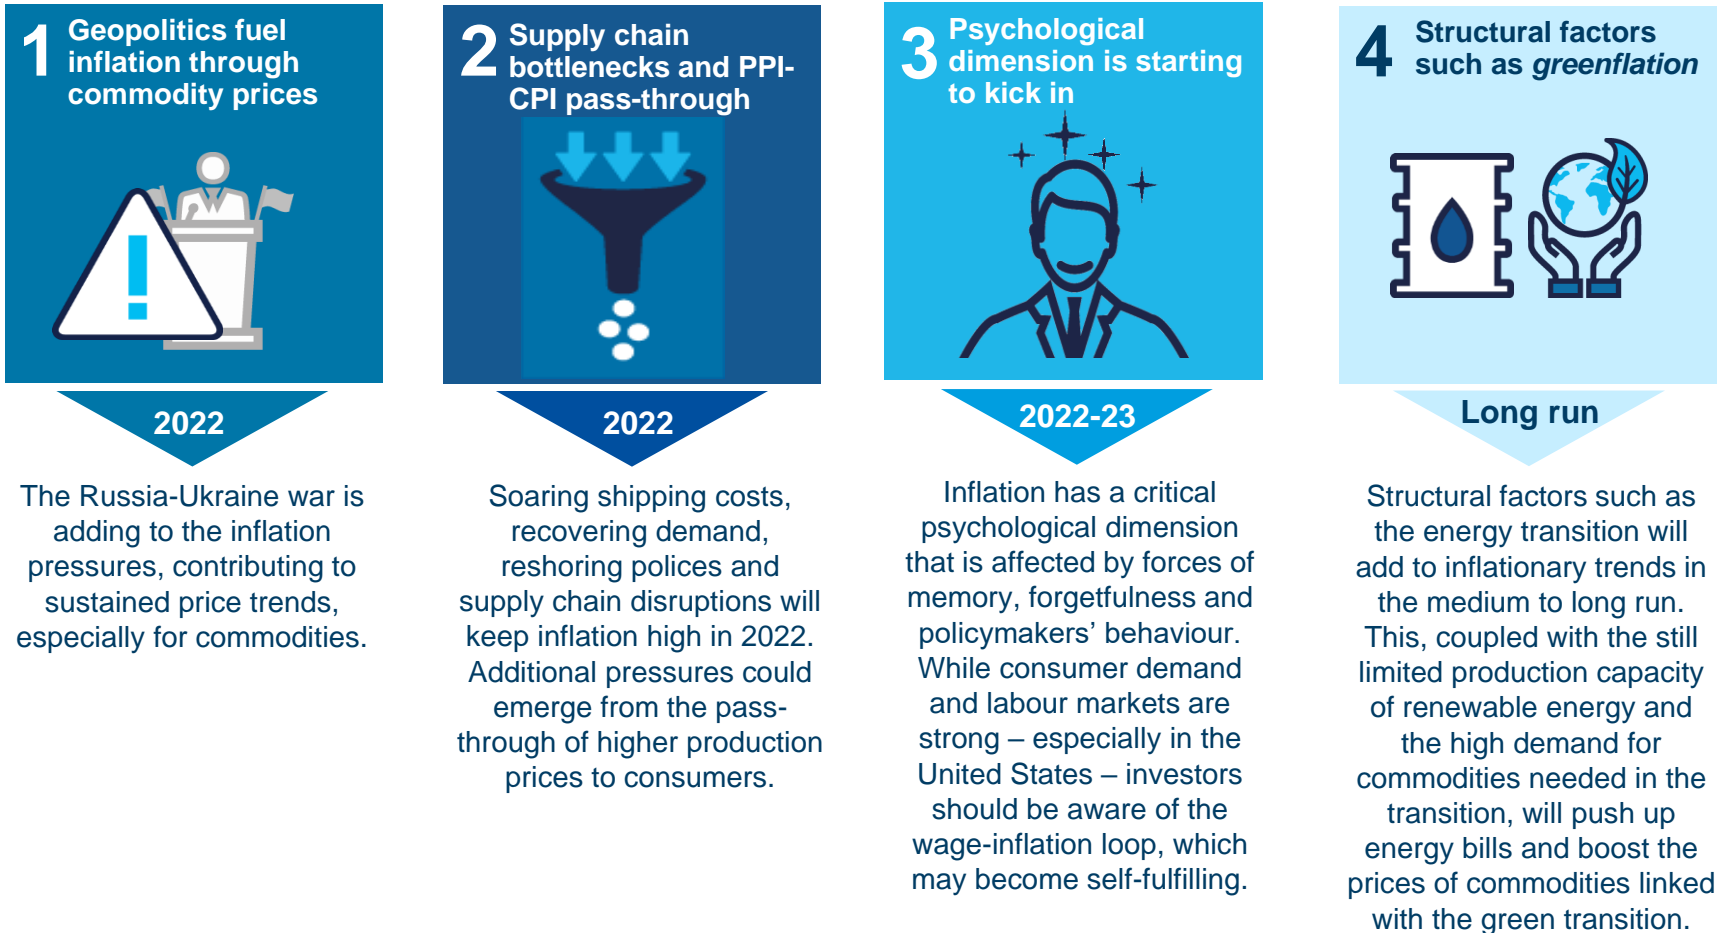 1
Geopolitics fuel
inflation through
commodity prices
2022
The Russia-Ukraine war is
adding to the inflation
pressures, contributing to
sustained price trends,
especially for commodities.
2
Supply chain
bottlenecks and PPI-
CPI pass-through
2022
Soaring shipping costs,
recovering demand,
reshoring polices and
supply chain disruptions will
keep inflation high in 2022.
Additional pressures could
emerge from the pass-
through of higher production
prices to consumers.
3
Psychological
dimension is starting
to kick in
2022-23
Inflation has a critical
psychological dimension
that is affected by forces of
memory, forgetfulness and
policymakers’ behaviour.
While consumer demand
and labour markets are
strong – especially in the
United States – investors
should be aware of the
wage-inflation loop, which
may become self-fulfilling.
4
Structural factors
such as greenflation
Long run
Structural factors such as
the energy transition will
add to inflationary trends in
the medium to long run.
This, coupled with the still
limited production capacity
of renewable energy and
the high demand for
commodities needed in the
transition, will push up
energy bills and boost the
prices of commodities linked
with the green transition.